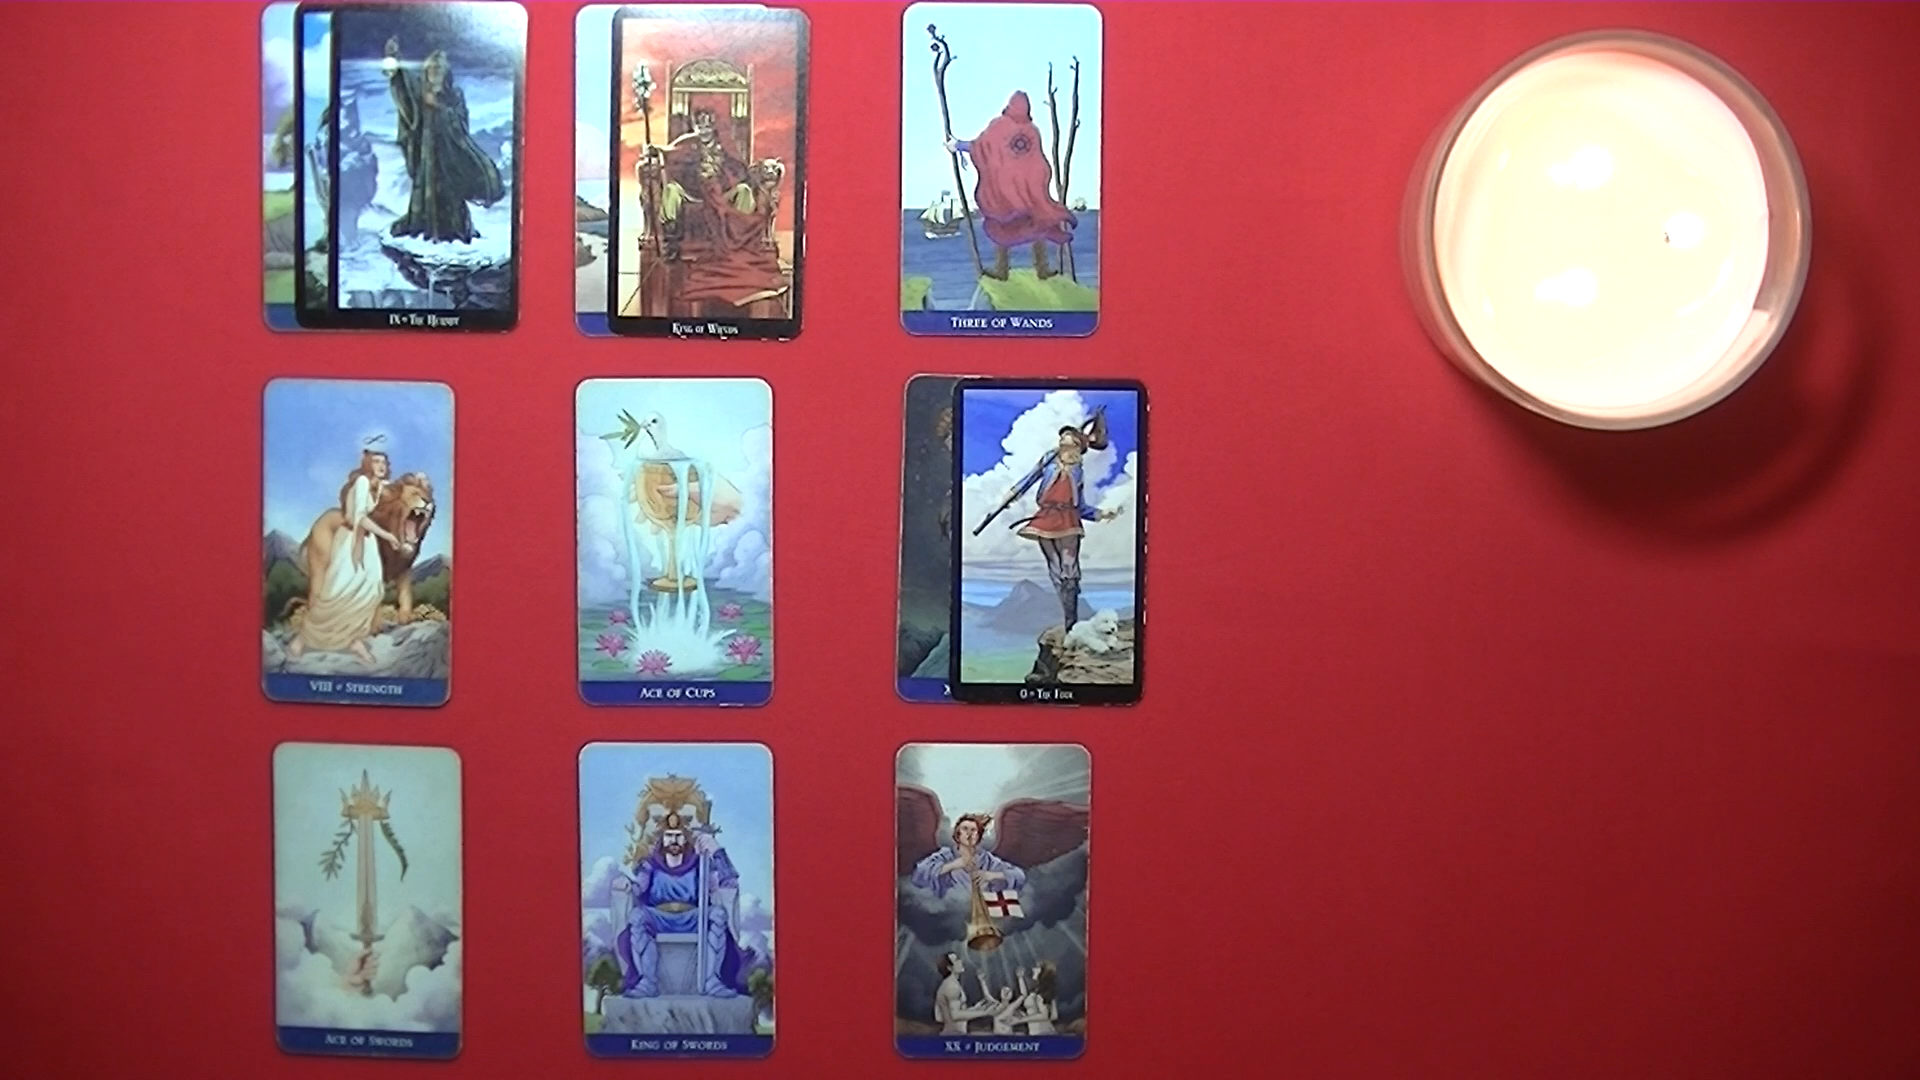 IX • The Hermit
King of Wands
Three of Wands
VIII • Strength
Ace of Cups
X
0 • The Fool
Ace of Swords
King of Swords
XX • Judgement